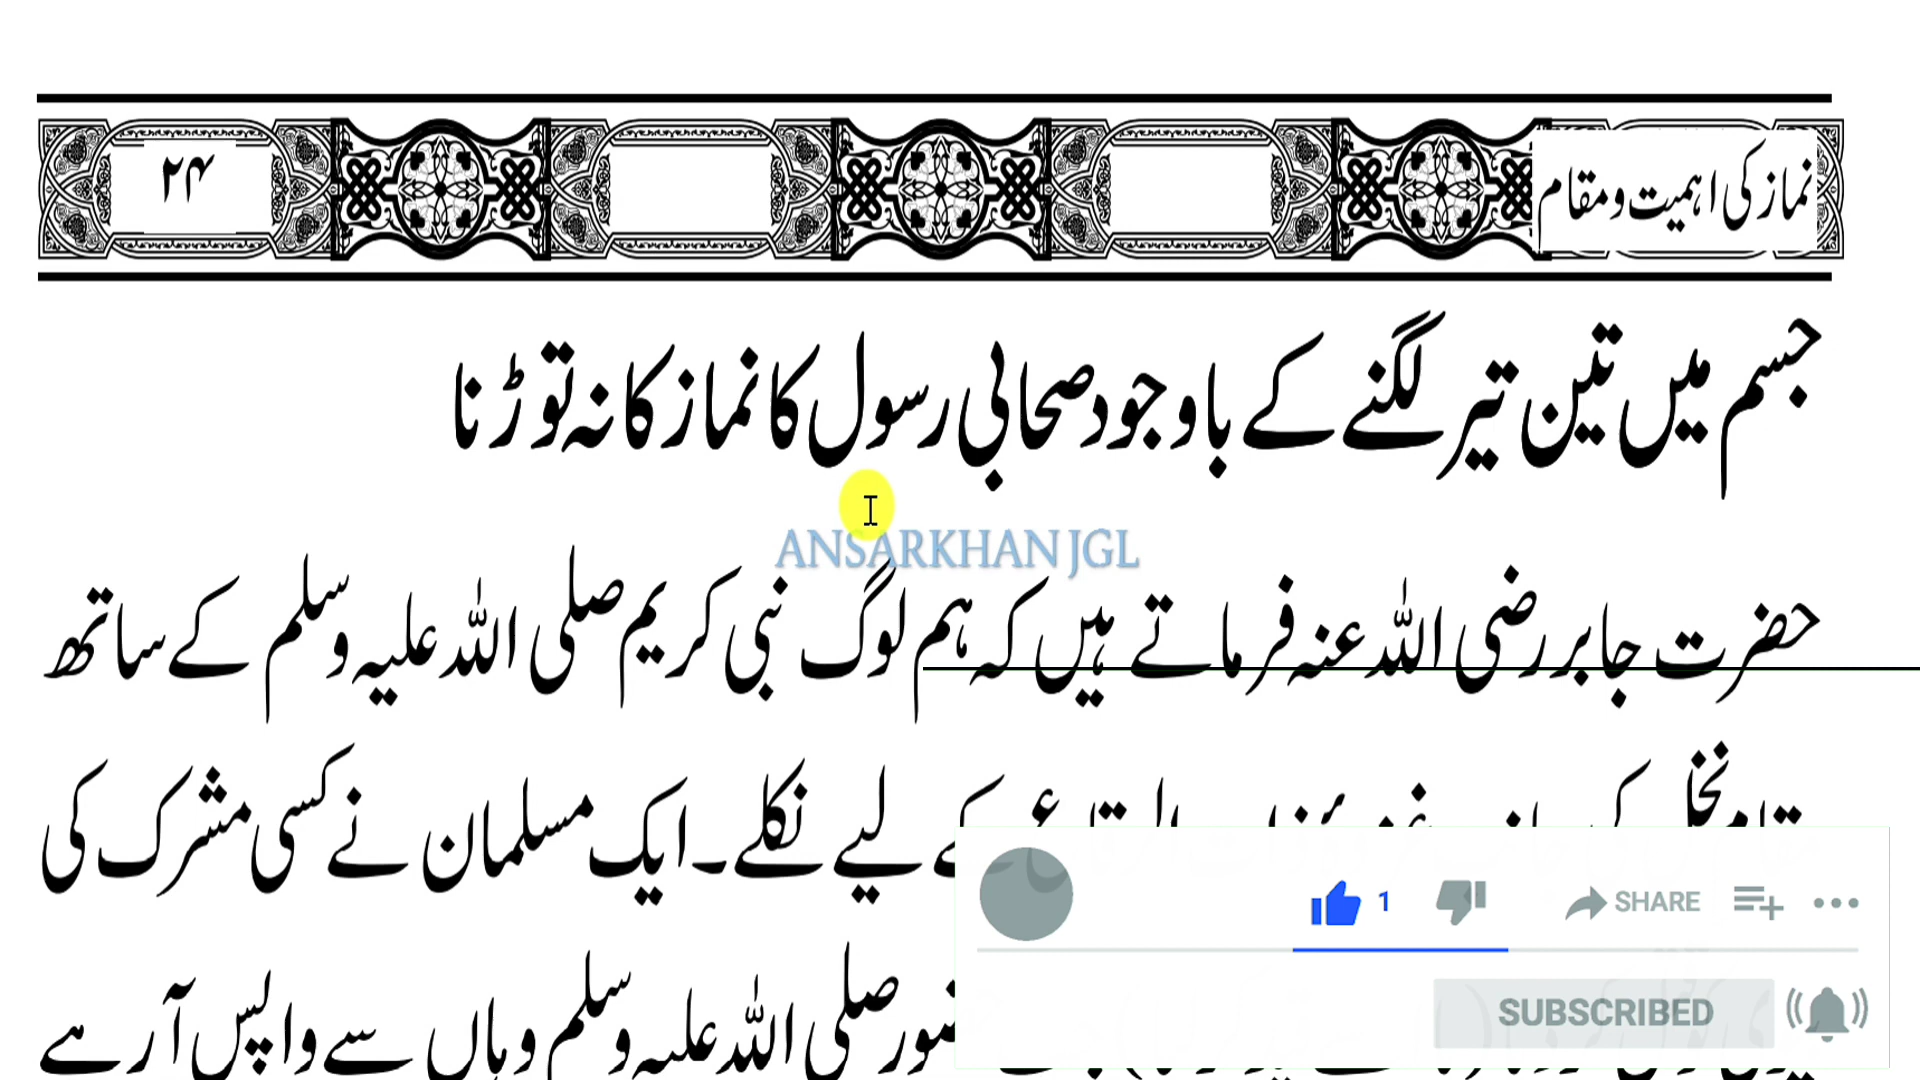 نماز کی اہمیت و مقام
۲۴
جسم میں تین تیر لگنے کے باوجود صحابی رسول کا نماز کا نہ توڑنا
ANSARKHAN JGL
حضرت جابر رضی اللہ عنہ فرماتے ہیں کہ ہم لوگ نبی کریم صلی اللہ علیہ وسلم کے ساتھ
کے لیے نکلے۔ ایک مسلمان نے کسی مشرک کی
صلی اللہ علیہ وسلم وہاں سے واپس آرہے
1
SHARE
SUBSCRIBED